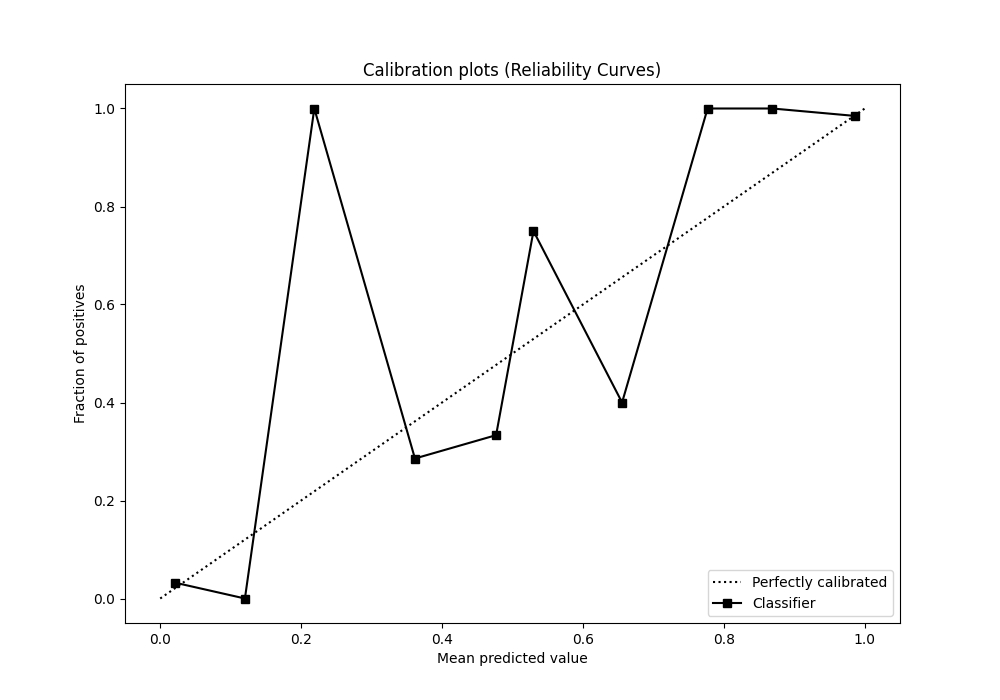 Calibration plots (Reliability Curves)
1.0
0.8
0.6
0.4
0.2
0.0
Fraction of positives
0.0 0.2 0.4 0.6 0.8 1.0
Mean predicted value
Perfectly calibrated
Classifier